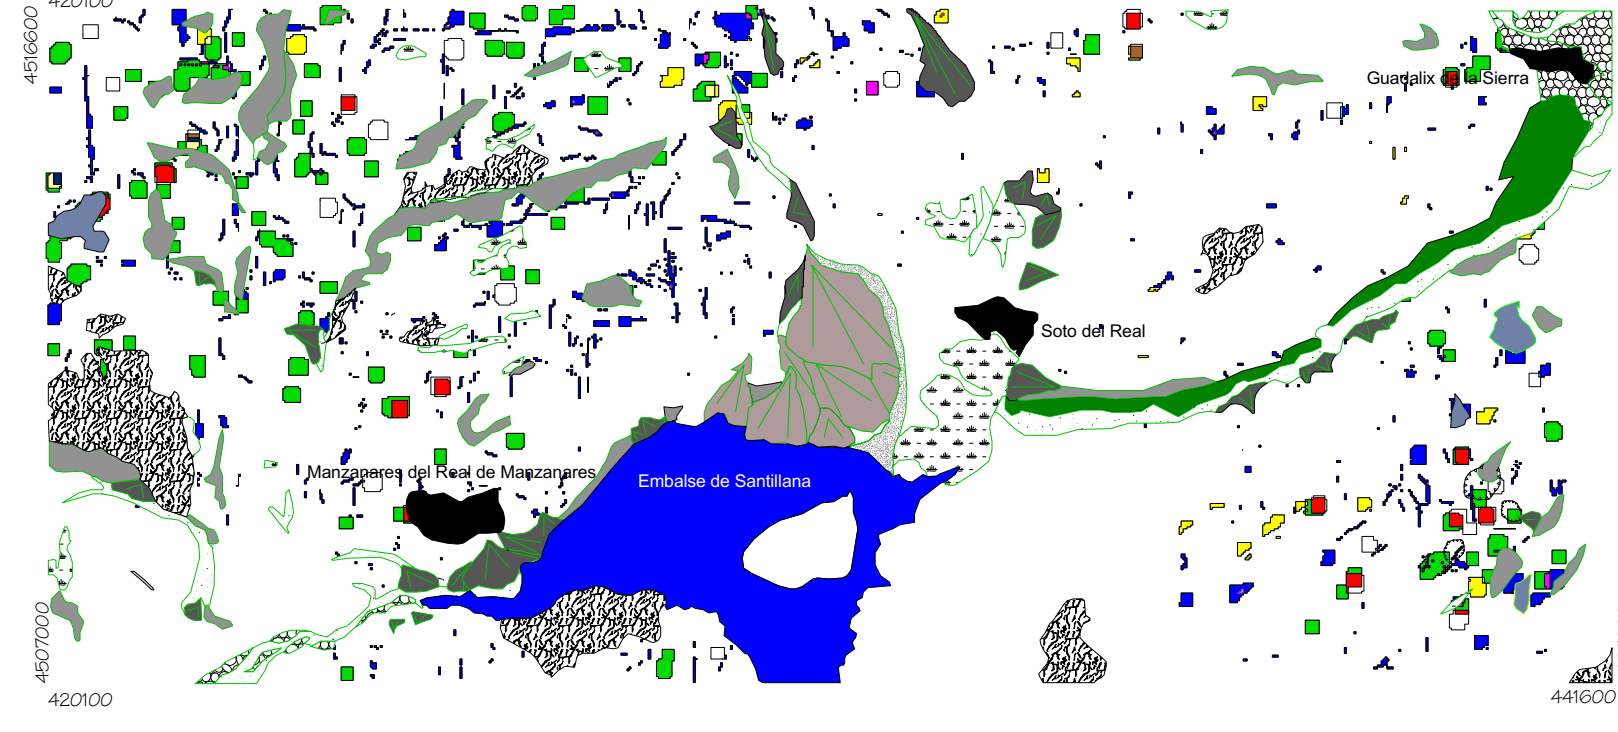 420100
4516600
Guadalix de la Sierra
Soto del Real
Manzanares del Real de Manzanares
Embalse de Santillana
4507000
420100
441600